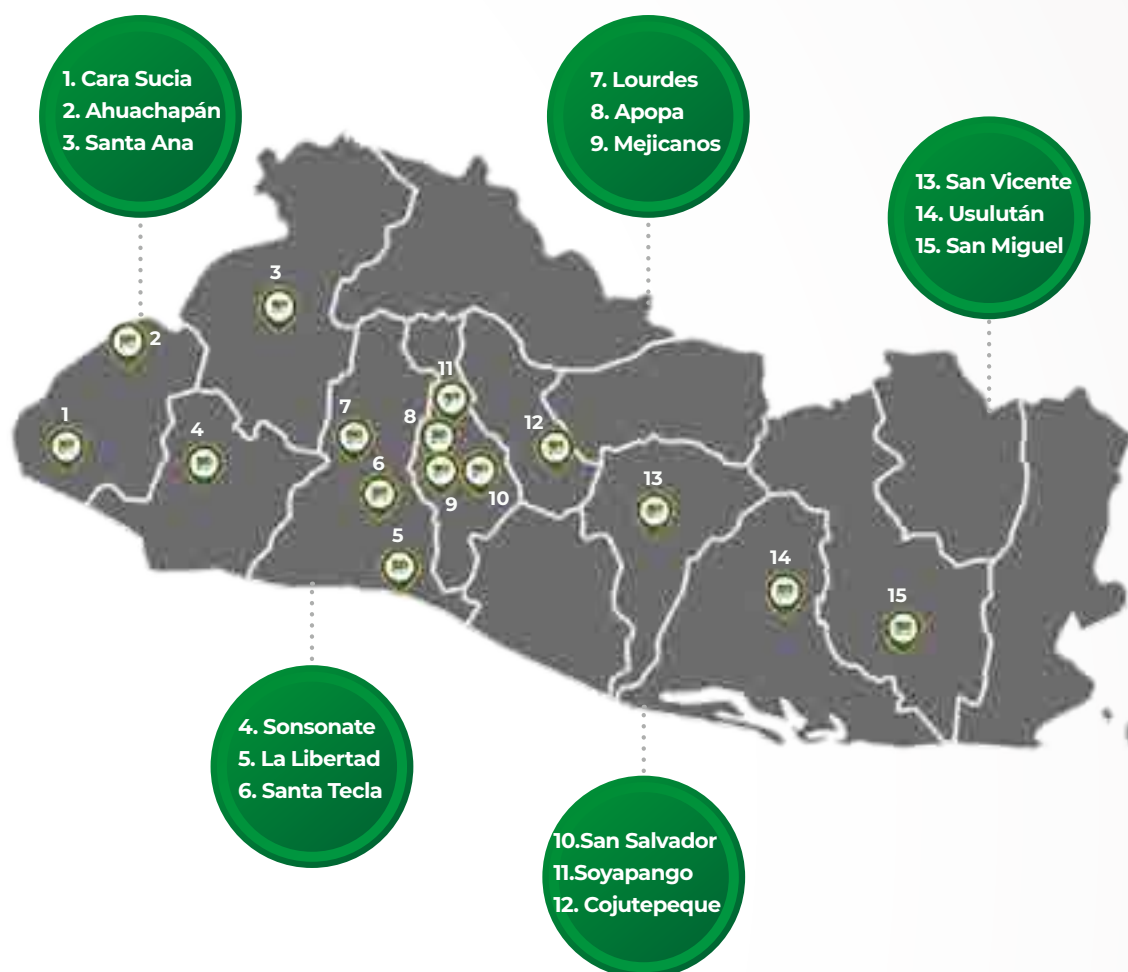 1. Cara Sucia
2. Ahuachapán
3. Santa Ana
7. Lourdes
8. Apopa
9. Mejicanos
13. San Vicente
14. Usulután
15. San Miguel
3
2
11
1
7
8
12
4
6
13
9
10
5
14
15
4. Sonsonate
5. La Libertad
6. Santa Tecla
10.San Salvador
11.Soyapango
12. Cojutepeque